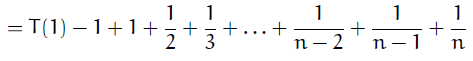 = T(1) − 1 + 1 + 1/2 + 1/3 + … + 1/(n − 2) + 1/(n − 1) + 1/n